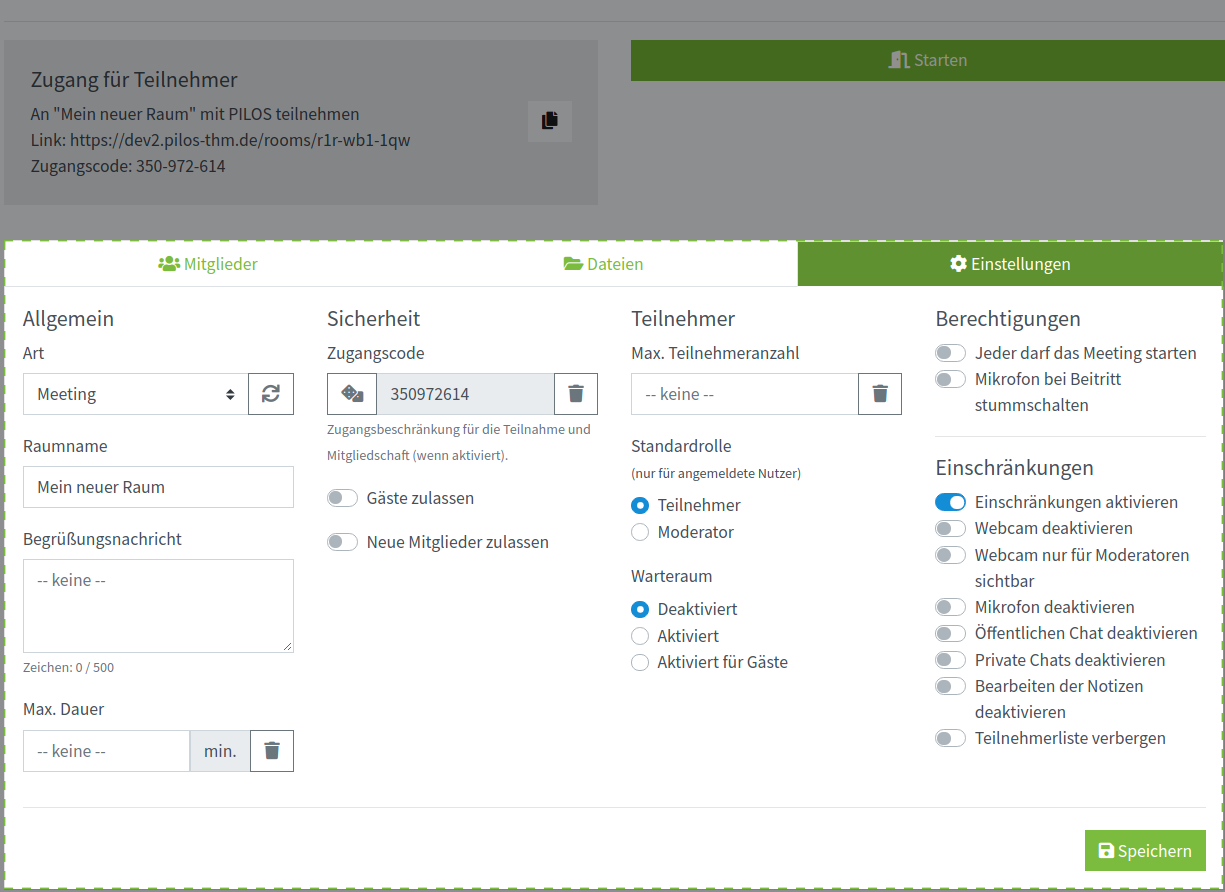 Zugang für Teilnehmer
An "Mein neuer Raum" mit PILOS teilnehmen
Link: https://dev2.pilos-thm.de/rooms/r1r-wb1-1qw
Zugangscode: 350-972-614
Starten
Mitglieder
Dateien
Einstellungen
Allgemein
Art
Meeting
Raumname
Mein neuer Raum
Begrüßungsnachricht
-- keine --
Zeichen: 0 / 500
Max. Dauer
-- keine --
min.
Sicherheit
Zugangscode
350972614
Zugangsbeschränkung für die Teilnahme und
Mitgliedschaft (wenn aktiviert).
Gäste zulassen
Neue Mitglieder zulassen
Teilnehmer
Max. Teilnehmeranzahl
-- keine --
Standardrolle
(nur für angemeldete Nutzer)
Teilnehmer
Moderator
Warteraum
Deaktiviert
Aktiviert
Aktiviert für Gäste
Berechtigungen
Jeder darf das Meeting starten
Mikrofon bei Beitritt
stummschalten
Einschränkungen
Einschränkungen aktivieren
Webcam deaktivieren
Webcam nur für Moderatoren
sichtbar
Mikrofon deaktivieren
Öffentlichen Chat deaktivieren
Private Chats deaktivieren
Bearbeiten der Notizen
deaktivieren
Teilnehmerliste verbergen
Speichern